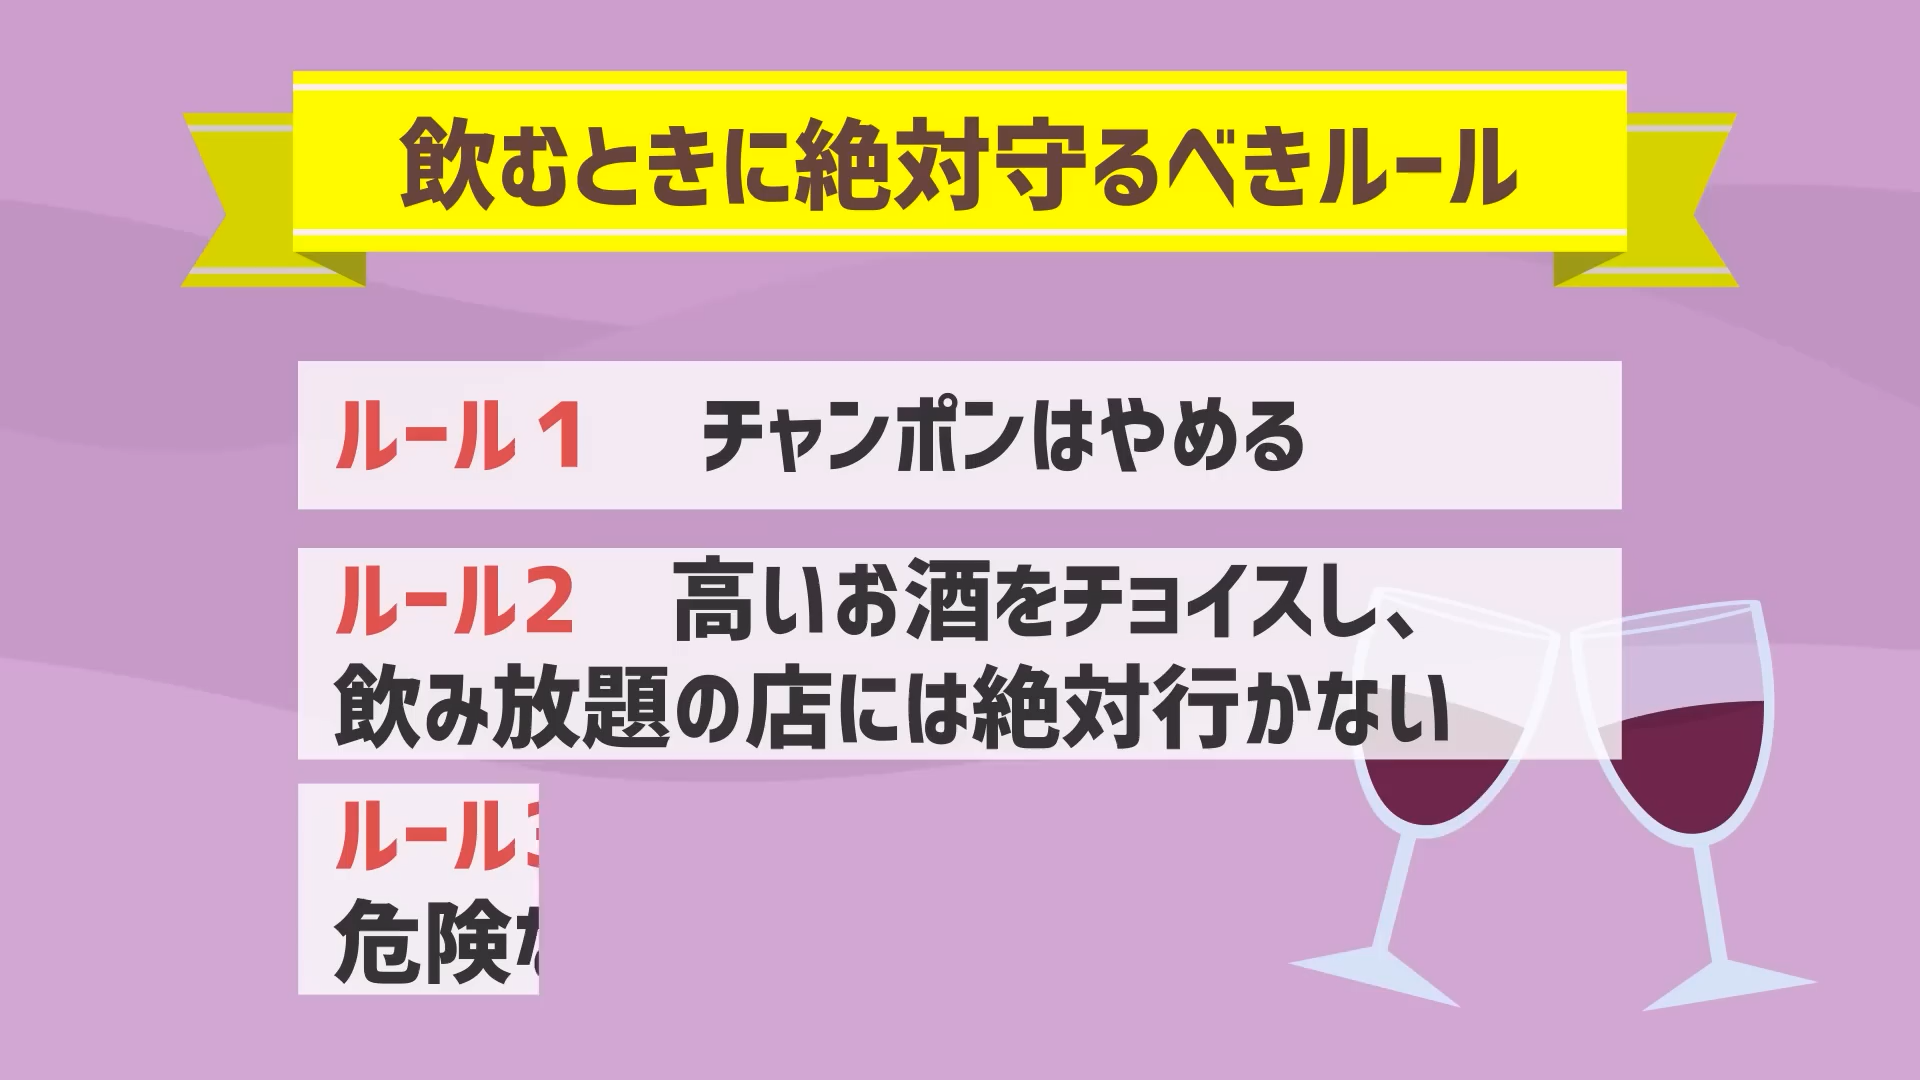 飲むときに絶対守るべきルール
ルール1 チャンポンはやめる
ルール2 高いお酒をチョイスし、
飲み放題の店には絶対行かない
ルール
危険